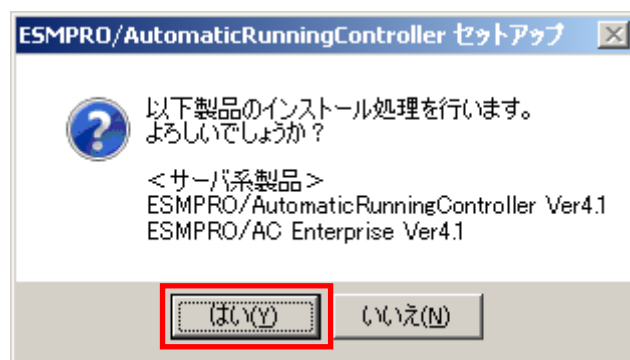 ESMPRO/AutomaticRunningController セットアップ
以下製品のインストール処理を行います。
よろしいでしょうか?
<サーバ系製品>
ESMPRO/AutomaticRunningController Ver4.1
ESMPRO/AC Enterprise Ver4.1
はい(Y) いいえ(N)